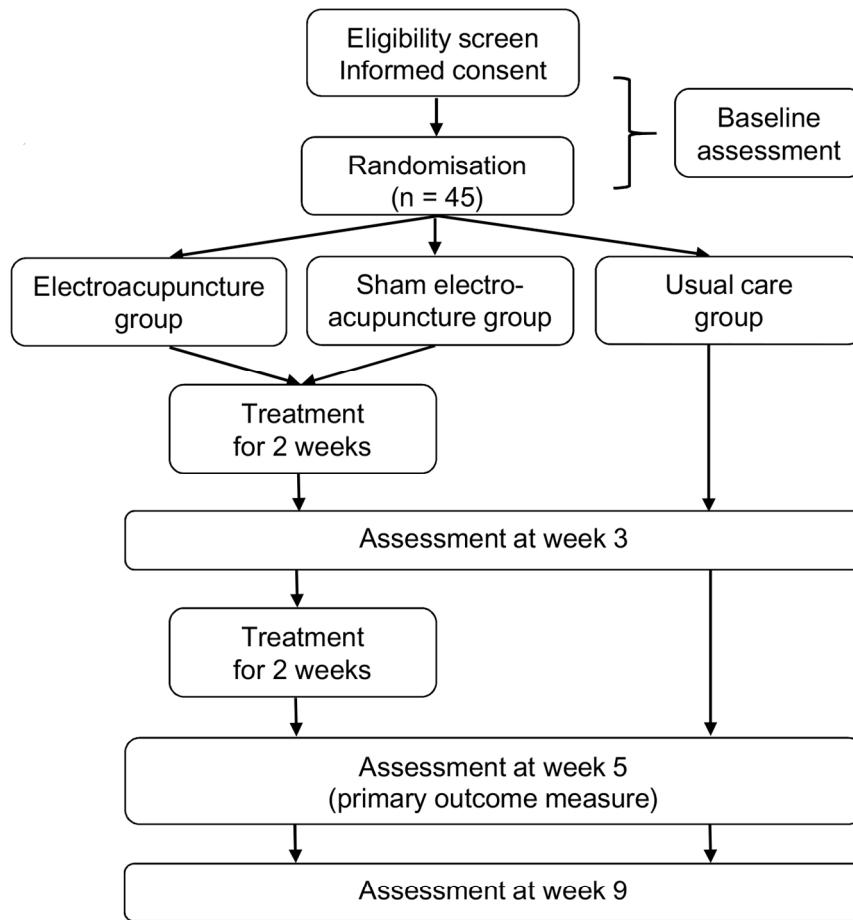 Eligibility screen
Informed consent
Baseline
assessment
Randomisation
(n = 45)
Electroacupuncture
group
Sham electro-
acupuncture group
Usual care
group
Treatment
for 2 weeks
Assessment at week 3
Treatment
for 2 weeks
Assessment at week 5
(primary outcome measure)
Assessment at week 9